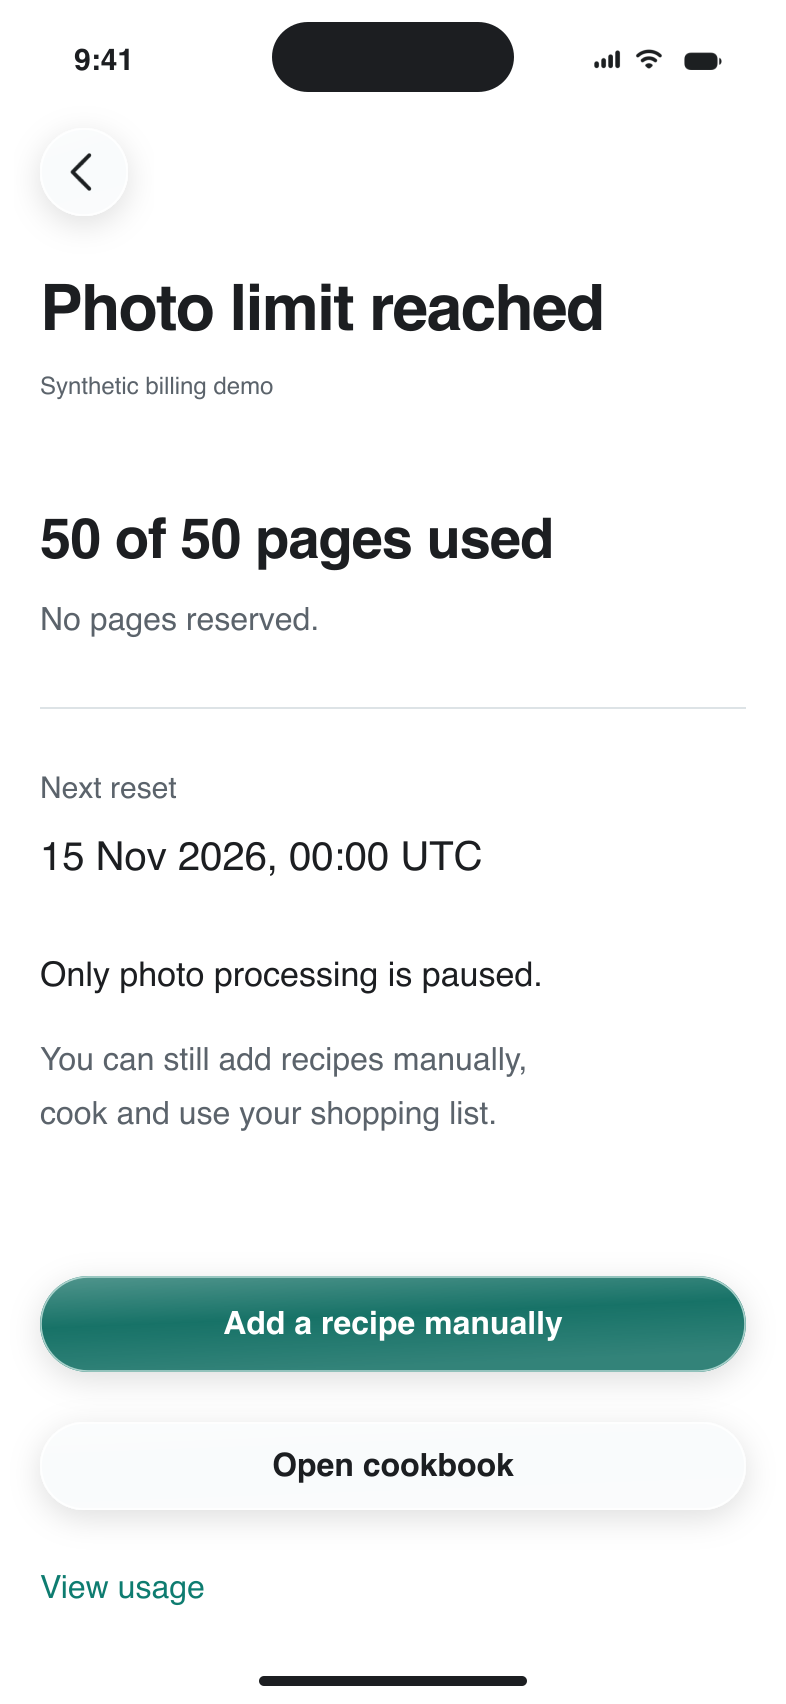 9:41
Photo limit reached
Synthetic billing demo
50 of 50 pages used
No pages reserved.
Next reset
15 Nov 2026, 00:00 UTC
Only photo processing is paused.
You can still add recipes manually,
cook and use your shopping list.
Add a recipe manually
Open cookbook
View usage